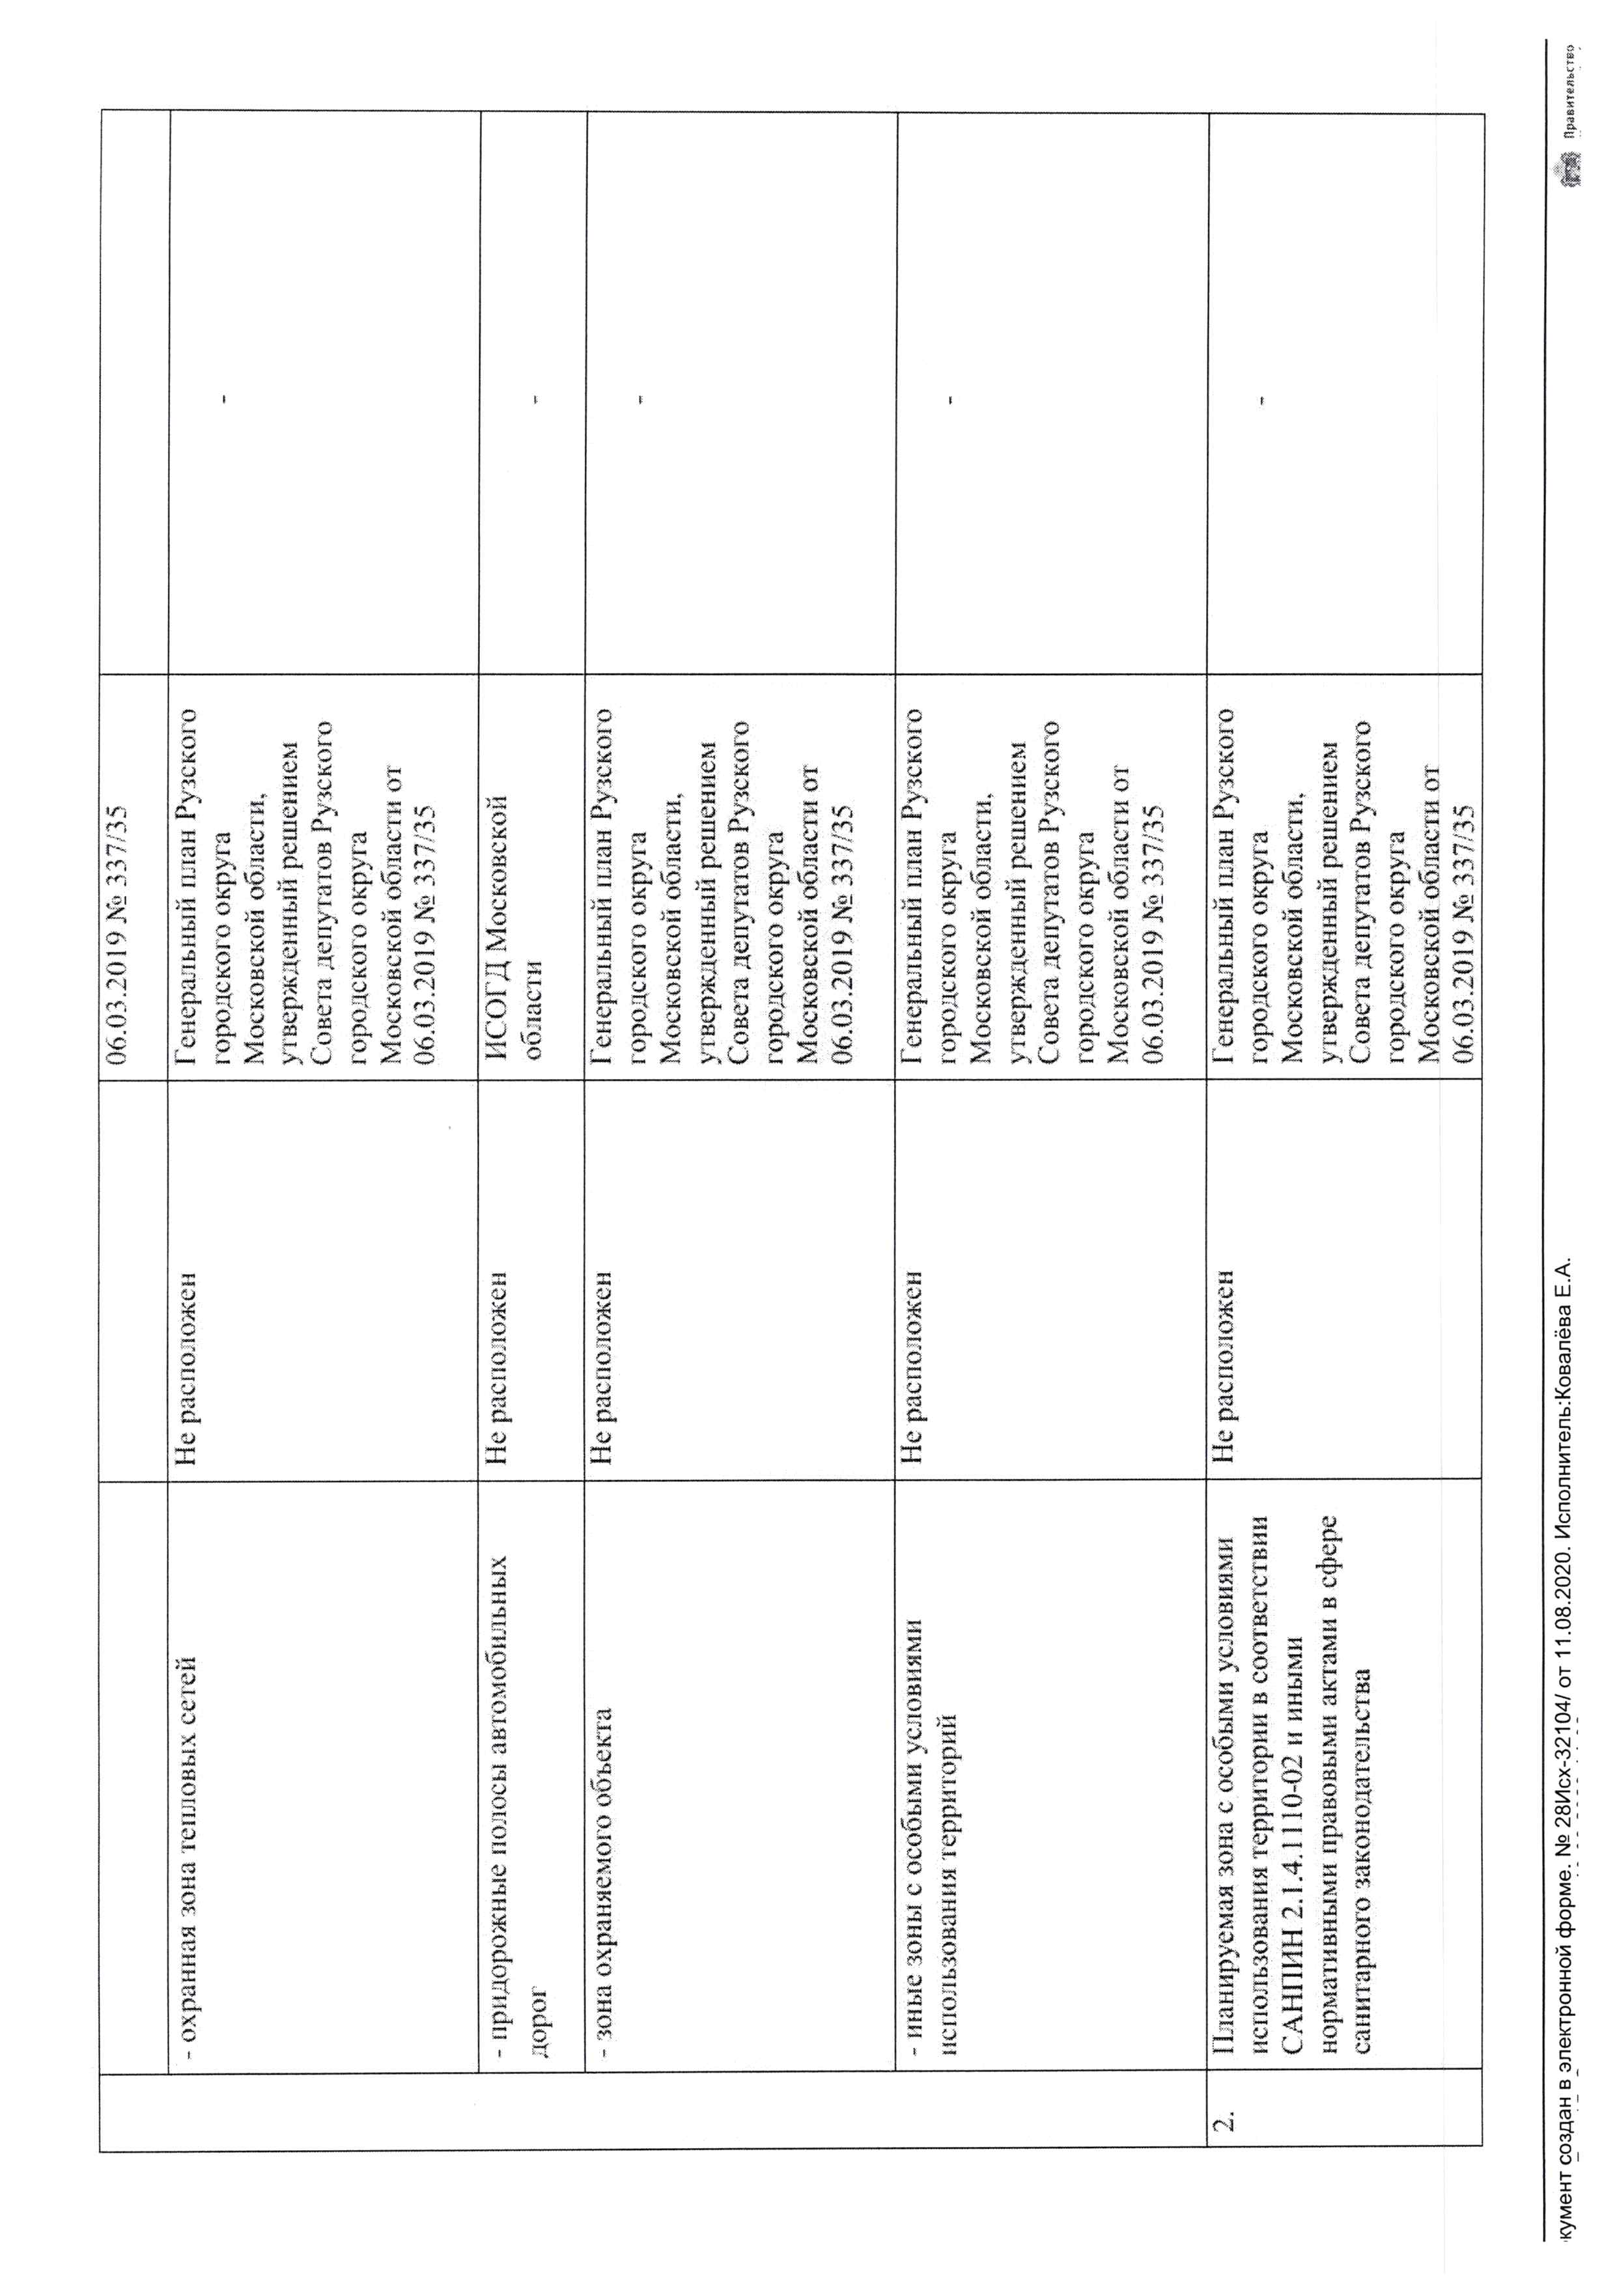 06.03.2019 № 337/35
- охранная зона тепловых сетей
Не расположен
Генеральный план Рузского
городского округа
Московской области,
утвержденный решением
Совета депутатов Рузского
городского округа
Московской области от
06.03.2019 № 337/35
-
- придорожные полосы автомобильных
дорог
Не расположен
ИСОГД Московской
области
-
- зона охраняемого объекта
Не расположен
Генеральный план Рузского
городского округа
Московской области,
утвержденный решением
Совета депутатов Рузского
городского округа
Московской области от
06.03.2019 № 337/35
-
- иные зоны с особыми условиями
использования территорий
Не расположен
Генеральный план Рузского
городского округа
Московской области,
утвержденный решением
Совета депутатов Рузского
городского округа
Московской области от
06.03.2019 № 337/35
-
2.
Планируемая зона с особыми условиями
использования территории в соответствии
САНПИН 2.1.4.1110-02 и иными
нормативными правовыми актами в сфере
санитарного законодательства
Не расположен
Генеральный план Рузского
городского округа
Московской области,
утвержденный решением
Совета депутатов Рузского
городского округа
Московской области от
06.03.2019 № 337/35
-
кумент создан в электронной форме. № 28Исх-32104/ от 11.08.2020. Исполнитель:Ковалёва Е.А.
Правительство